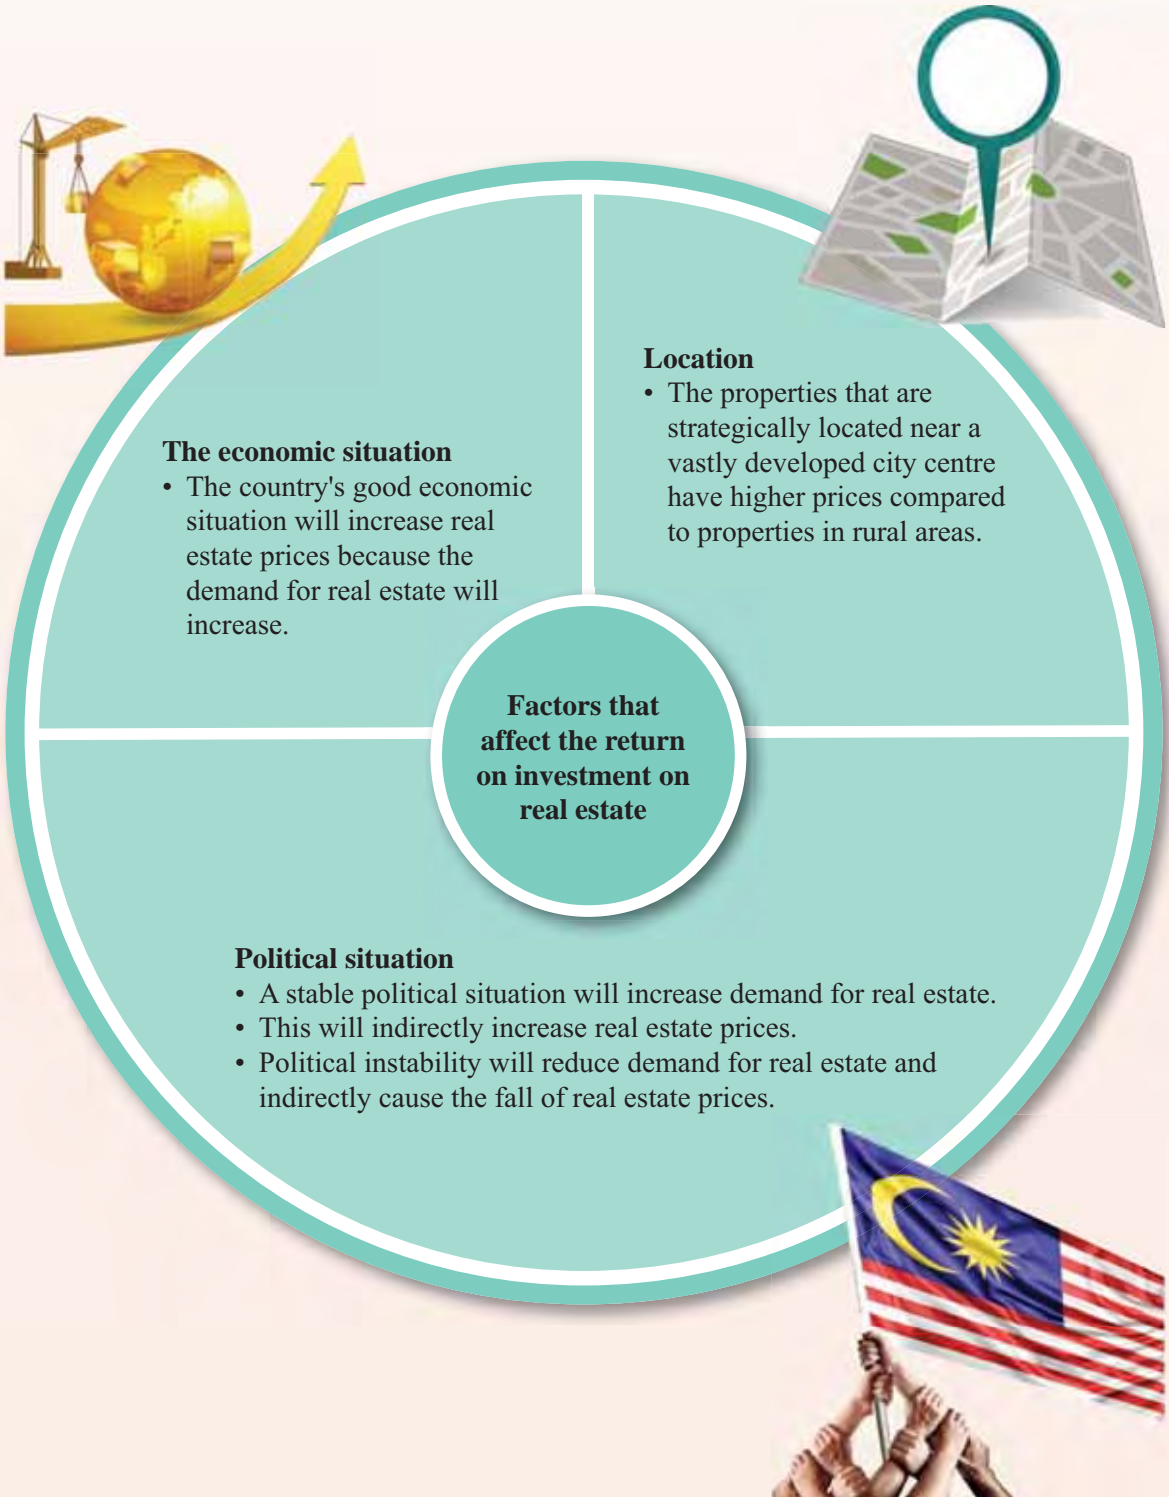 The economic situation
• The country's good economic
situation will increase real
estate prices because the
demand for real estate will
increase.
Location
• The properties that are
strategically located near a
vastly developed city centre
have higher prices compared
to properties in rural areas.
Factors that
affect the return
on investment on
real estate
Political situation
• A stable political situation will increase demand for real estate.
• This will indirectly increase real estate prices.
• Political instability will reduce demand for real estate and
indirectly cause the fall of real estate prices.